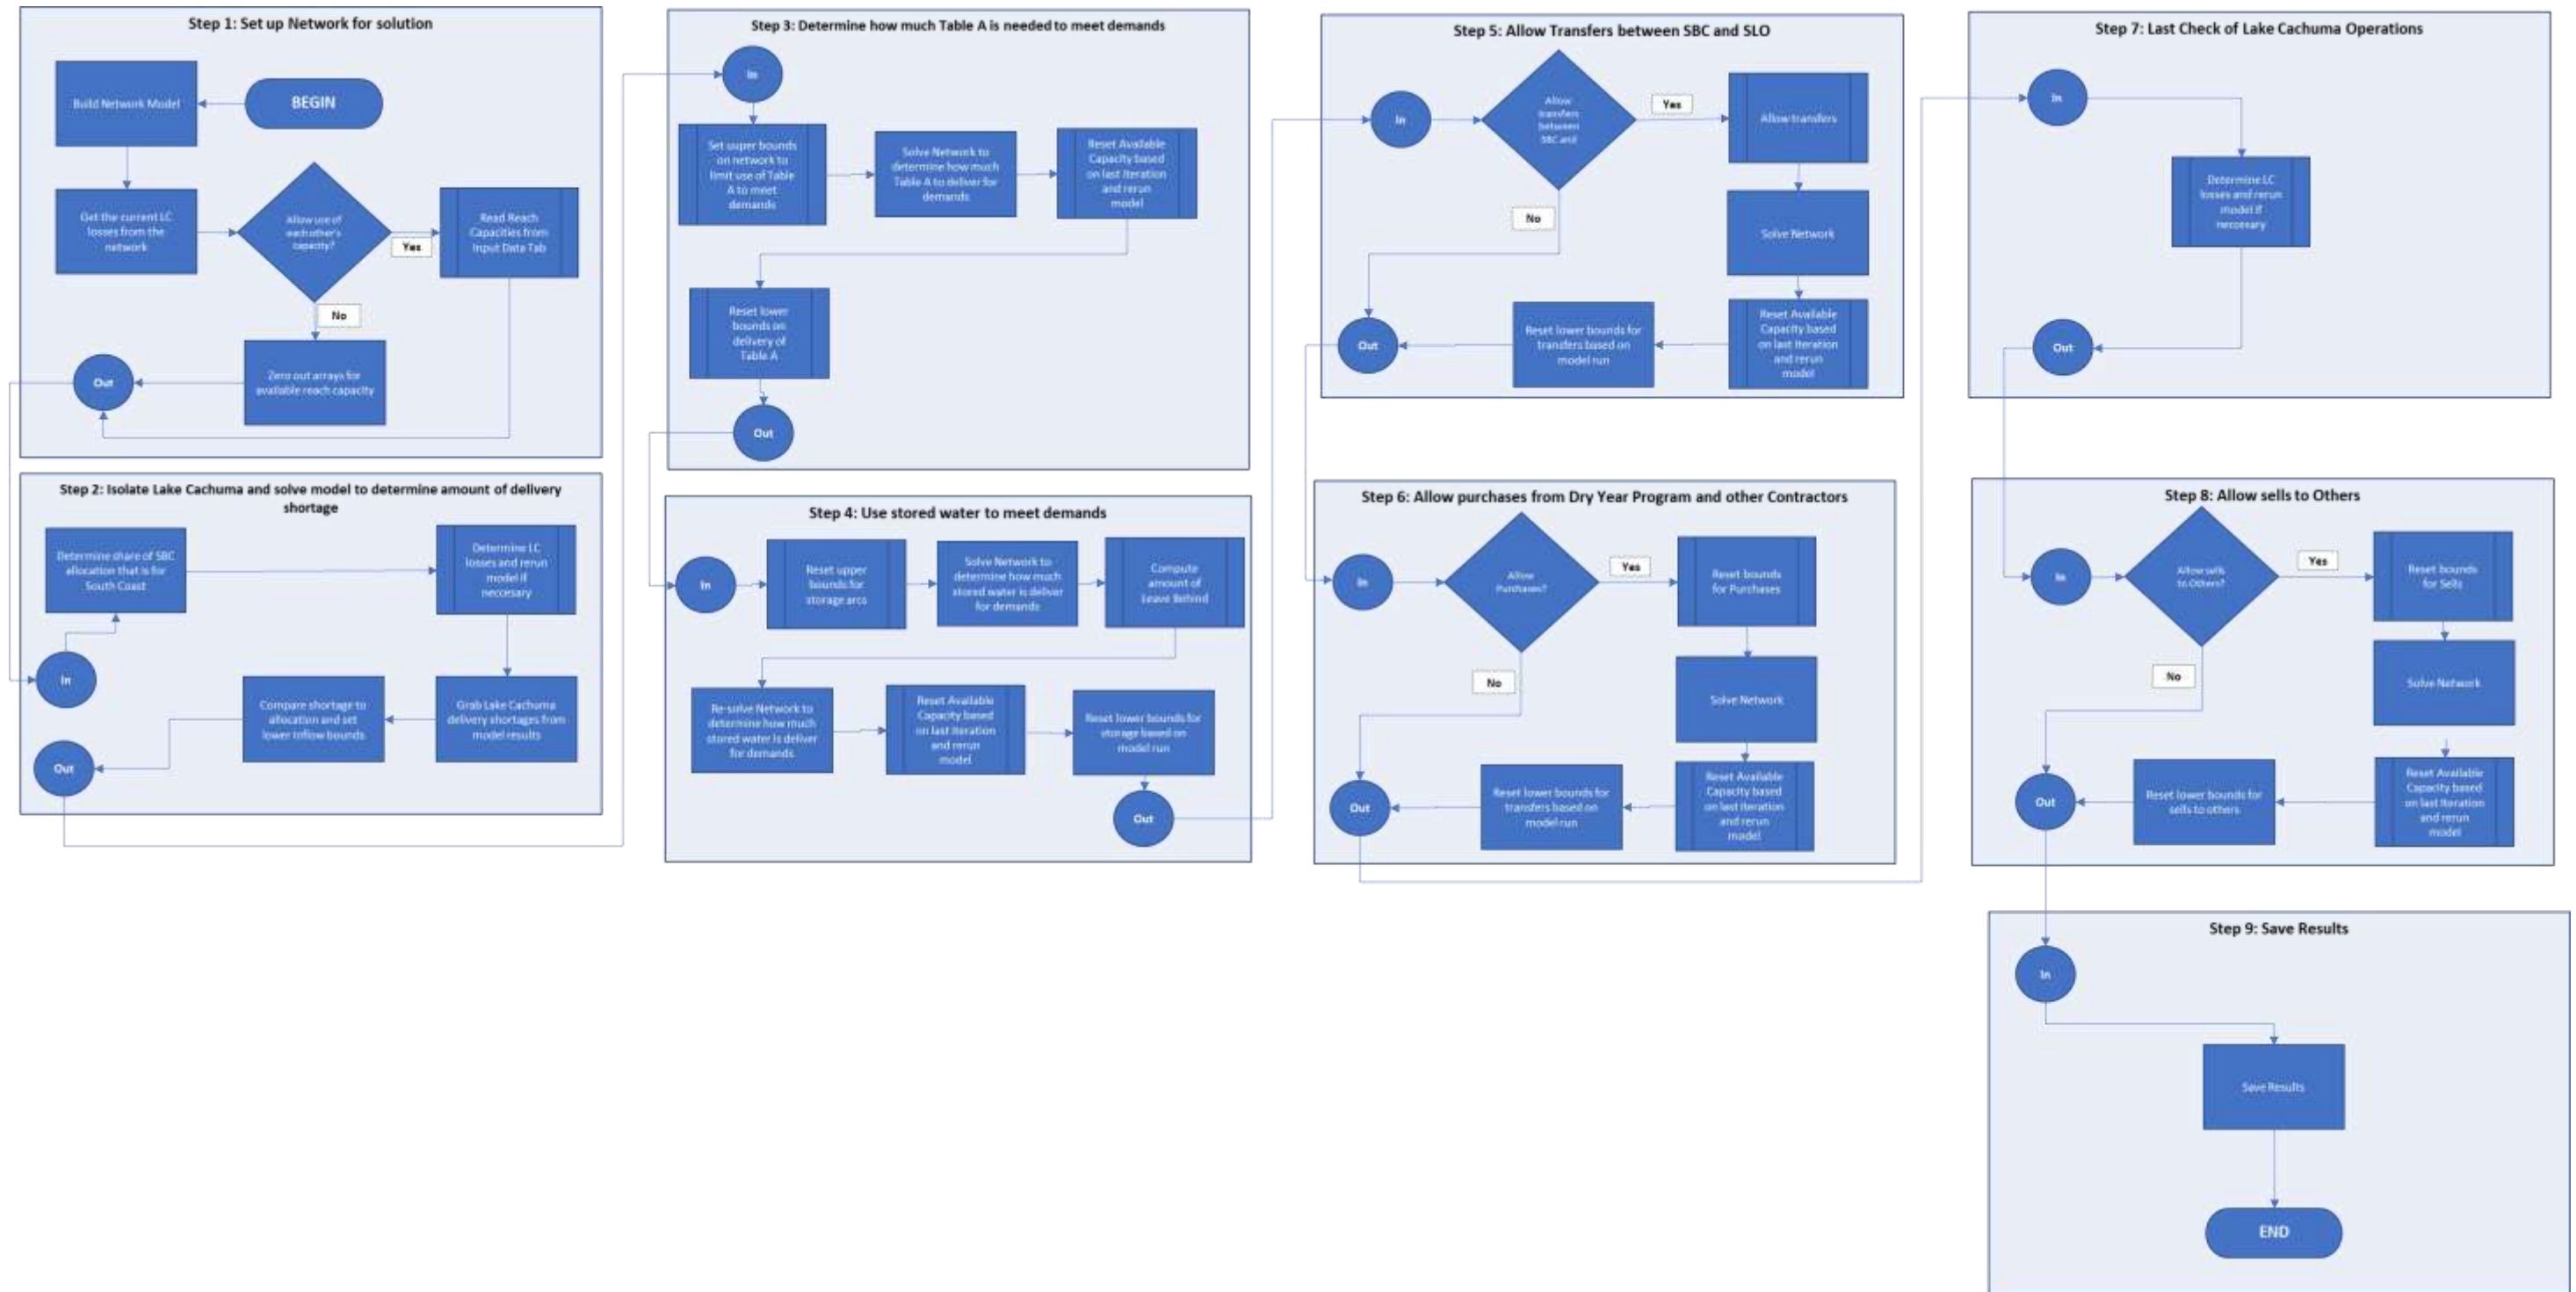 Step 1: Set up Network for solution
BEGIN
Build Network Model
Get the current LC
losses from the
network
Allow use of
each other's
capacity?
Yes
Read Reach
Capacities from
Input Data Tab
No
Zero out arrays for
available reach capacity
Out
Step 2: Isolate Lake Cachuma and solve model to determine amount of delivery
shortage
In
Determine share of SBC
allocation that is for
South Coast
Determine LC
losses and rerun
model if
neccesary
Grab Lake Cachuma
delivery shortages from
model results
Compare shortage to
allocation and set
lower inflow bounds
Out
Step 3: Determine how much Table A is needed to meet demands
In
Set
bounds
on network to
limit use of Table
A to meet
demands
Solve Network to
determine how much
Table A to deliver for
demands
Reset Available
Capacity based
on last iteration
and rerun
model
Reset lower
bounds on
delivery of
Table A
Out
Step 4: Use stored water to meet demands
In
Reset upper
bounds for
storage arcs
Solve Network to
determine how much
stored water is deliver
for demands
Compute
amount of
Leave Behind
Re-solve Network to
determine how much
stored water is deliver
for demands
Reset Available
Capacity based
on last iteration
and rerun
model
Reset lower bounds for
storage based on
model run
Out
Step 5: Allow Transfers between SBC and SLO
In
Allow
transfers
between
SBC and
Yes
Allow transfers
Solve Network
No
Reset Available
Capacity based
on last iteration
and rerun
model
Reset lower bounds for
transfers based on
model run
Out
Step 6: Allow purchases from Dry Year Program and other Contractors
In
Allow
Purchases?
Yes
Reset bounds
for Purchases
Solve Network
No
Reset Available
Capacity based
on last iteration
and rerun
model
Reset lower bounds for
transfers based on
model run
Out
Step 7: Last Check of Lake Cachuma Operations
In
Determine LC
losses and rerun
model if
neccesary
Out
Step 8: Allow sells to Others
In
Allow sells
to Others?
Yes
Reset bounds
for Sells
Solve Network
No
Reset Available
Capacity based
on last iteration
and rerun
model
Reset lower bounds for
sells to others
Out
Step 9: Save Results
In
Save Results
END